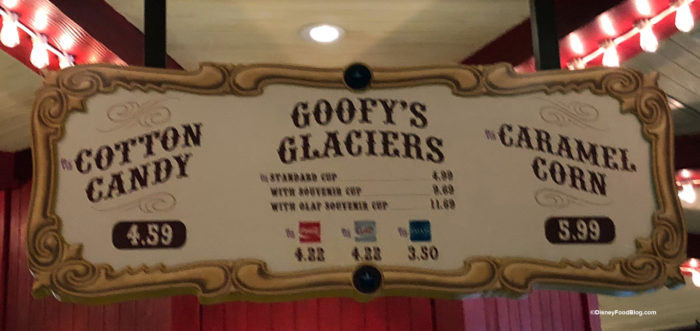 COTTON
CANDY
4.59
GOOFY'S
GLACIERS
STANDARD CUP 4.99
WITH SOUVENIR CUP 9.69
WITH OLAF SOUVENIR CUP 11.69
4.22 4.22 3.50
CARAMEL
CORN
5.99
©DisneyFoodBlog.com